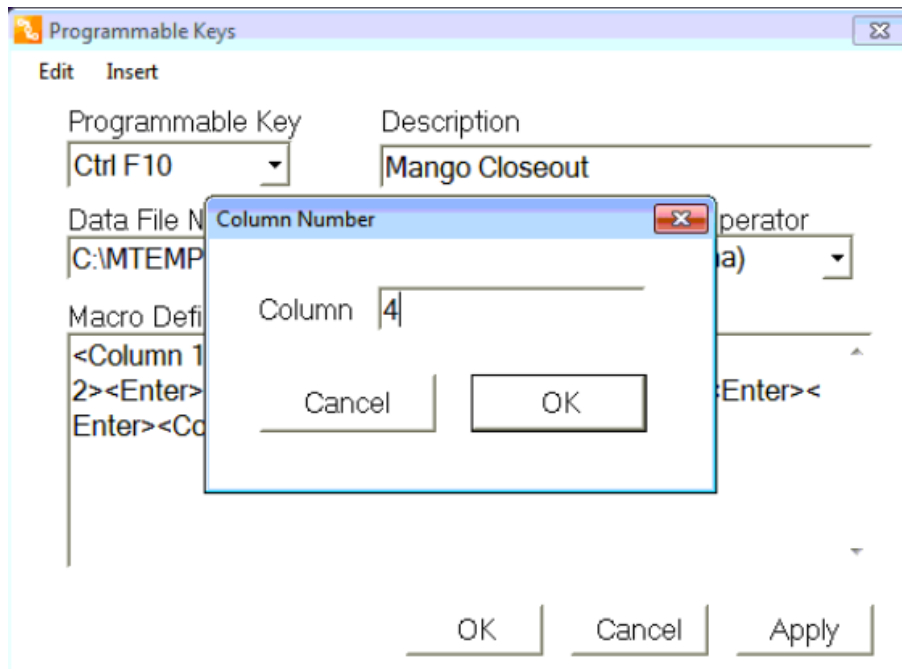 Programmable Keys
Edit Insert
Programmable Key Description
Ctrl F10 Mango Closeout
Data File N perator
C:\MTEMP a)
Column Number
Column 4
Cancel OK
Macro Defi
<Column 1
2><Enter> Enter><
Enter><Co
OK Cancel Apply